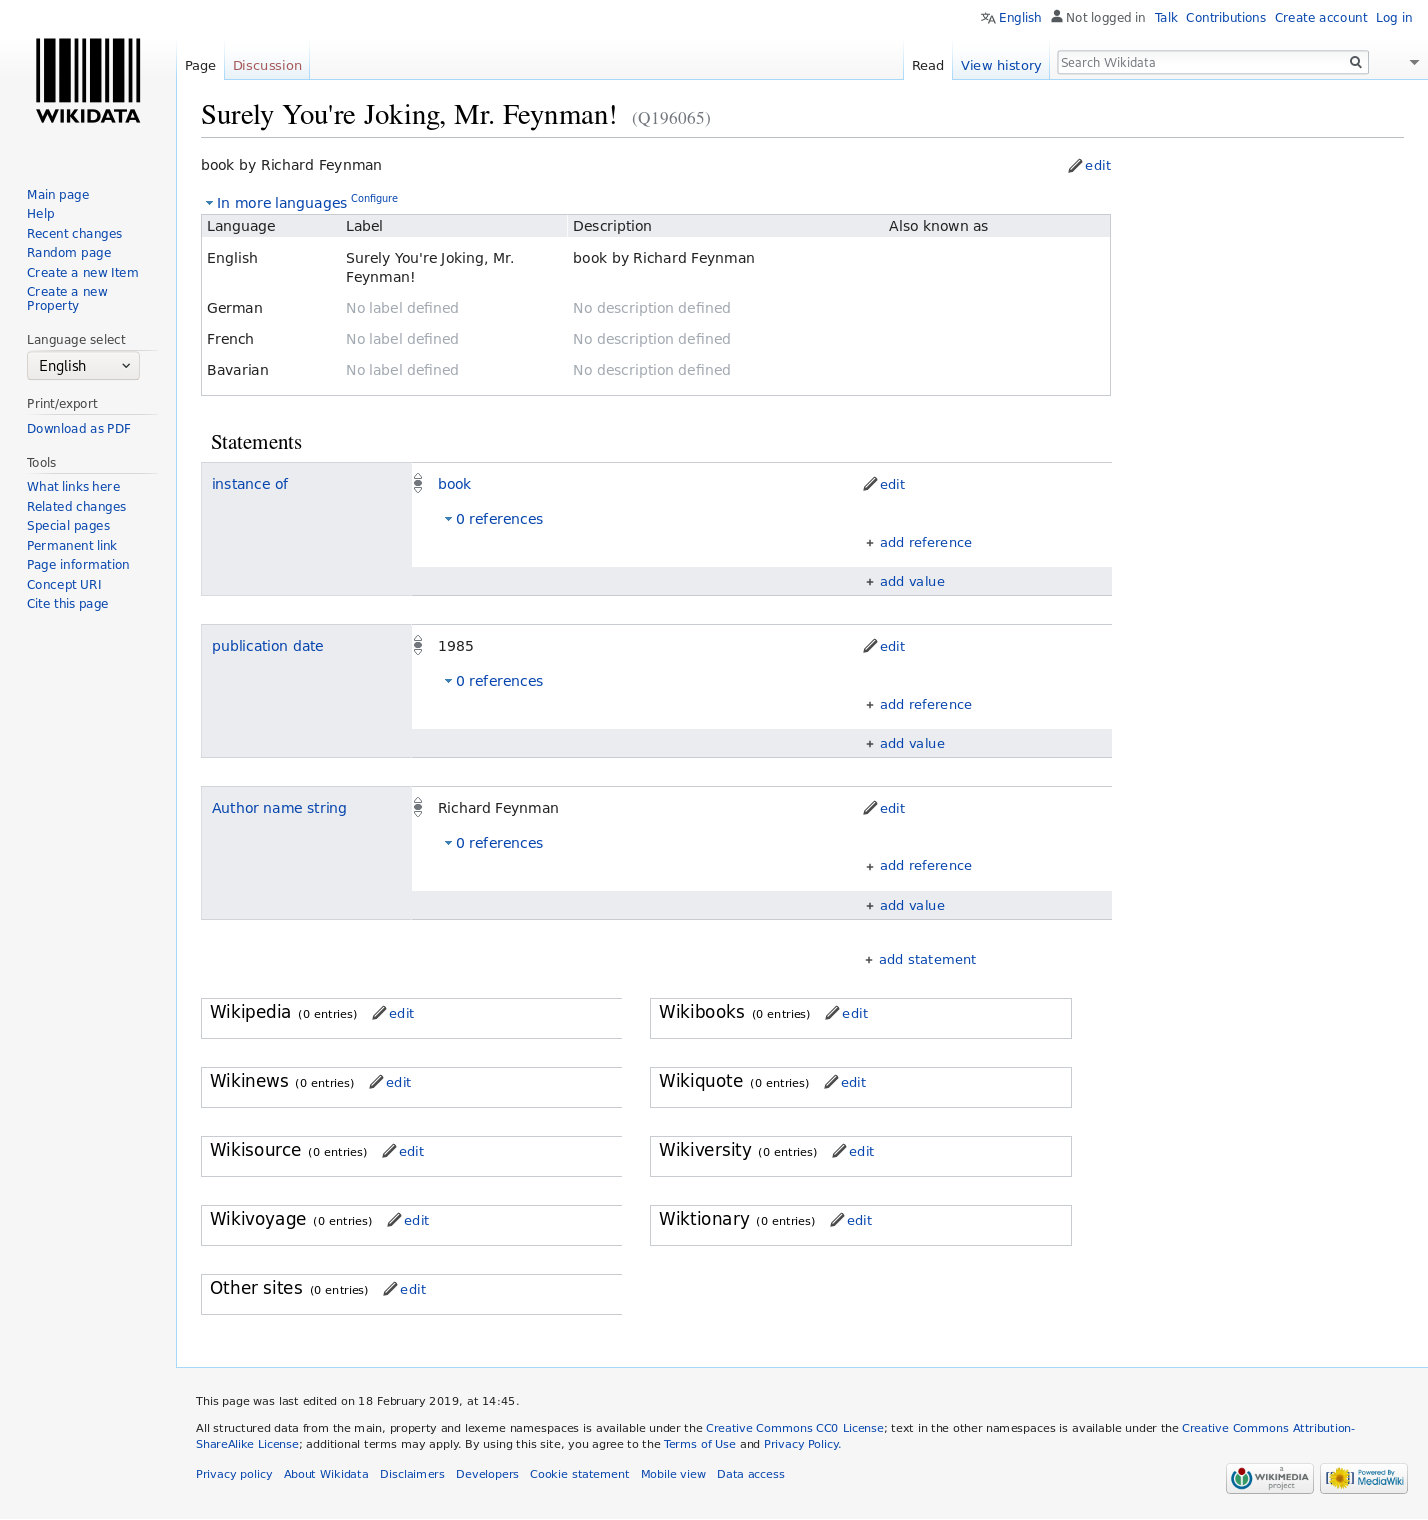 English Not logged in Talk Contributions Create account Log in
WIKIDATA
Page Discussion Read View history Search Wikidata
Surely You're Joking, Mr. Feynman! (Q196065)
book by Richard Feynman edit
In more languages Configure
Language Label Description Also known as
English Surely You're Joking, Mr. Feynman! book by Richard Feynman
German No label defined No description defined
French No label defined No description defined
Bavarian No label defined No description defined
Main page
Help
Recent changes
Random page
Create a new Item
Create a new
Property
Language select
English
Print/export
Download as PDF
Tools
What links here
Related changes
Special pages
Permanent link
Page information
Concept URI
Cite this page
Statements
instance of book edit
0 references
+ add reference
+ add value
publication date 1985 edit
0 references
+ add reference
+ add value
Author name string Richard Feynman edit
0 references
+ add reference
+ add value
+ add statement
Wikipedia (0 entries) edit Wikibooks (0 entries) edit
Wikinews (0 entries) edit Wikiquote (0 entries) edit
Wikisource (0 entries) edit Wikiversity (0 entries) edit
Wikivoyage (0 entries) edit Wiktionary (0 entries) edit
Other sites (0 entries) edit
This page was last edited on 18 February 2019, at 14:45.
All structured data from the main, property and lexeme namespaces is available under the Creative Commons CC0 License; text in the other namespaces is available under the Creative Commons Attribution-
ShareAlike License; additional terms may apply. By using this site, you agree to the Terms of Use and Privacy Policy.
Privacy policy About Wikidata Disclaimers Developers Cookie statement Mobile view Data access
a WIKIMEDIA project Powered By MediaWiki